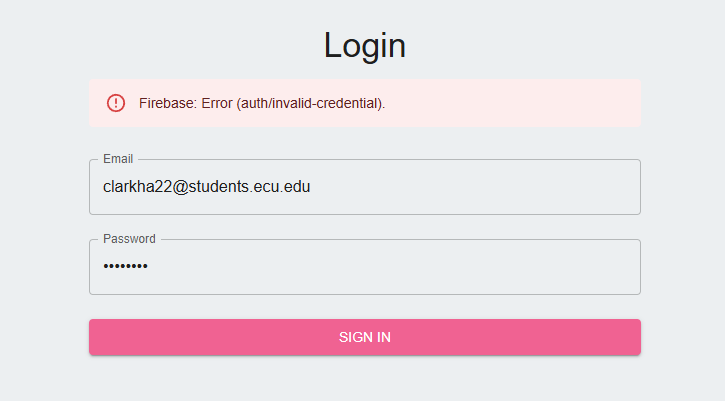 Login
Firebase: Error (auth/invalid-credential).
Email
clarkha22@students.ecu.edu
Password
••••••••
SIGN IN